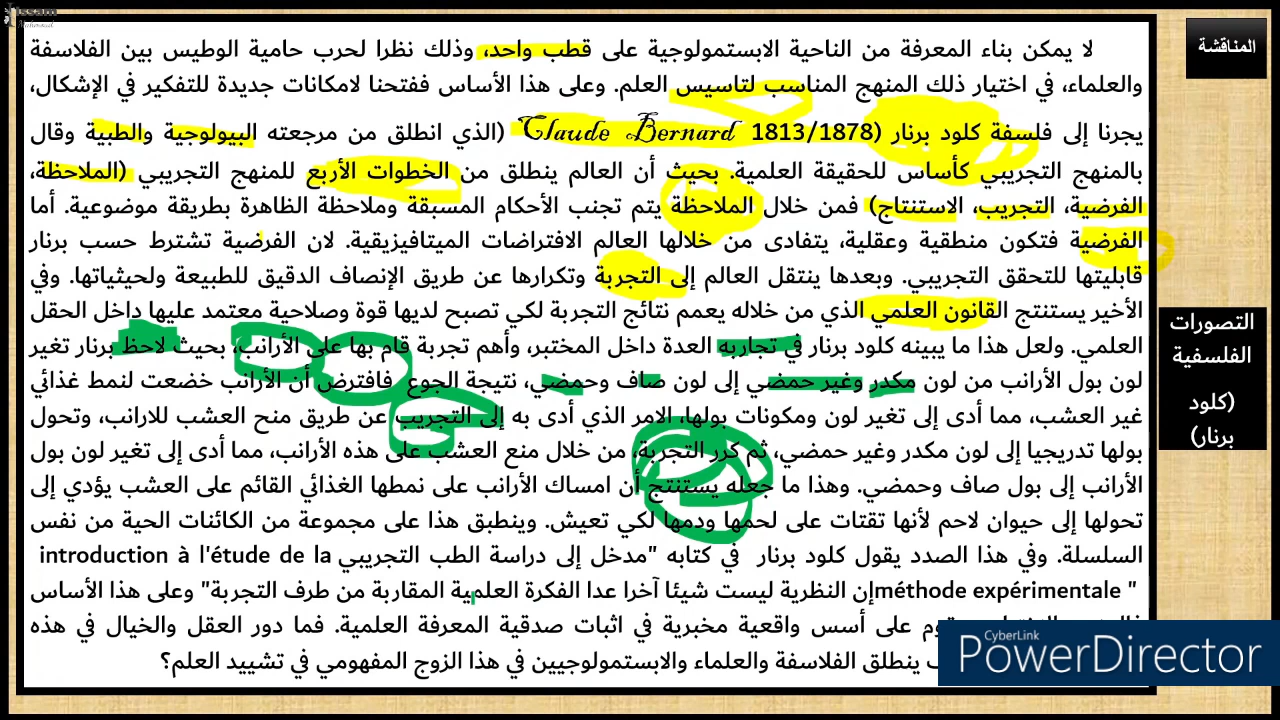 Jissam
Mahmoud
المناقشة
لا يمكن بناء المعرفة من الناحية الابستمولوجية على قطب واحد، وذلك نظرا لحرب حامية الوطيس بين الفلاسفة
والعلماء، في اختيار ذلك المنهج المناسب لتاسيس العلم. وعلى هذا الأساس ففتحنا لامكانات جديدة للتفكير في الإشكال،
يجرنا إلى فلسفة كلود برنار (Claude Bernard 1813/1878 (الذي انطلق من مرجعته البيولوجية والطبية وقال
بالمنهج التجريبي كأساس للحقيقة العلمية. بحيث أن العالم ينطلق من الخطوات الأربع للمنهج التجريبي (الملاحظة،
الفرضية، التجريب، الاستنتاج) فمن خلال الملاحظة يتم تجنب الأحكام المسبقة وملاحظة الظاهرة بطريقة موضوعية. أما
الفرضية فتكون منطقية وعقلية، يتفادى من خلالها العالم الافتراضات الميتافيزيقية. لان الفرضية تشترط حسب برنار
قابليتها للتحقق التجريبي. وبعدها ينتقل العالم إلى التجربة وتكرارها عن طريق الإنصاف الدقيق للطبيعة ولحيثياتها. وفي
الأخير يستنتج القانون العلمي الذي من خلاله يعمم نتائج التجربة لكي تصبح لديها قوة وصلاحية معتمد عليها داخل الحقل
العلمي. ولعل هذا ما يبينه كلود برنار في تجاربه العدة داخل المختبر، وأهم تجربة قام بها على الأرانب، بحيث لاحظ برنار تغير
لون بول الأرانب من لون مكدر وغير حمضي إلى لون صاف وحمضي، نتيجة الجوع فافترض أن الأرانب خضعت لنمط غذائي
غير العشب، مما أدى إلى تغير لون ومكونات بولها، الامر الذي أدى به إلى التجريب عن طريق منح العشب للارانب، وتحول
بولها تدريجيا إلى لون مكدر وغير حمضي، ثم كرر التجربة، من خلال منع العشب على هذه الأرانب، مما أدى إلى تغير لون بول
الأرانب إلى بول صاف وحمضي. وهذا ما جعله يستنتج أن امساك الأرانب على نمطها الغذائي القائم على العشب يؤدي إلى
تحولها إلى حيوان لاحم لأنها تقتات على لحمها ودمها لكي تعيش. وينطبق هذا على مجموعة من الكائنات الحية من نفس
السلسلة. وفي هذا الصدد يقول كلود برنار في كتابه "مدخل إلى دراسة الطب التجريبي introduction à l'étude de la
méthode expérimentale " إن النظرية ليست شيئا آخرا عدا الفكرة العلمية المقاربة من طرف التجربة" وعلى هذا الأساس
على أسس واقعية مخبرية في اثبات صدقية المعرفة العلمية. فما دور العقل والخيال في هذه
ينطلق الفلاسفة والعلماء والابستمولوجيين في هذا الزوج المفهومي في تشييد العلم؟
التصورات
الفلسفية
(كلود
برنار)
CyberLink
PowerDirector